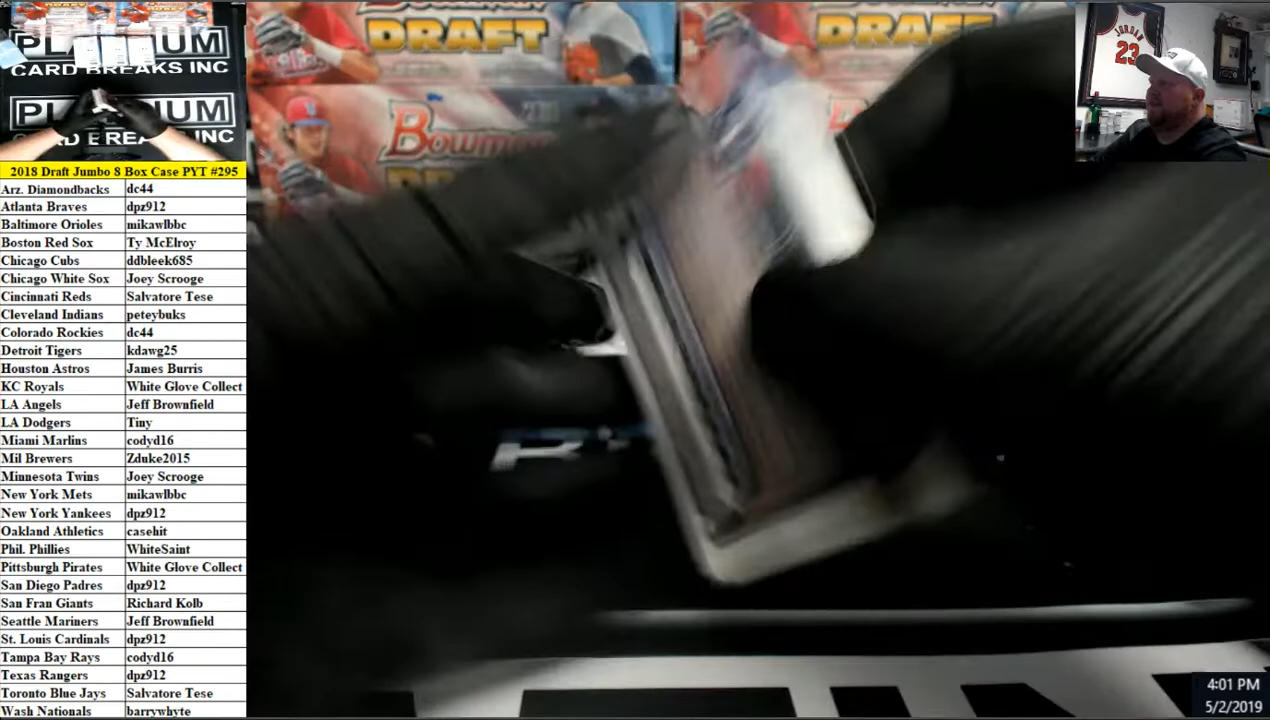 PLATINUM
CARD BREAKS INC
PLATINUM
CARD BREAKS INC
DRAFT
DRAFT
Bowman
JORDAN
23
2018 Draft Jumbo 8 Box Case PYT #295
Arz. Diamondbacks dc44
Atlanta Braves dpz912
Baltimore Orioles mikawlbbc
Boston Red Sox Ty McElroy
Chicago Cubs ddbleek685
Chicago White Sox Joey Scrooge
Cincinnati Reds Salvatore Tese
Cleveland Indians peteybuks
Colorado Rockies dc44
Detroit Tigers kdawg25
Houston Astros James Burris
KC Royals White Glove Collect
LA Angels Jeff Brownfield
LA Dodgers Tiny
Miami Marlins codyd16
Mil Brewers Zduke2015
Minnesota Twins Joey Scrooge
New York Mets mikawlbbc
New York Yankees dpz912
Oakland Athletics casehit
Phil. Phillies WhiteSaint
Pittsburgh Pirates White Glove Collect
San Diego Padres dpz912
San Fran Giants Richard Kolb
Seattle Mariners Jeff Brownfield
St. Louis Cardinals dpz912
Tampa Bay Rays codyd16
Texas Rangers dpz912
Toronto Blue Jays Salvatore Tese
Wash Nationals barrywhyte
4:01 PM
5/2/2019